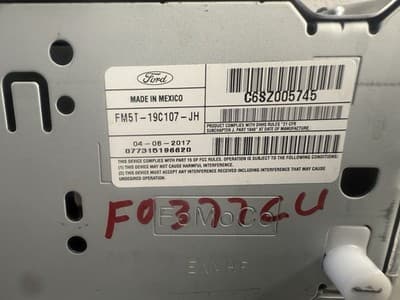 Ford
MADE IN MEXICO
C6SZ005745
FM5T-19C107-JH
PRODUCT COMPLIES WITH DHHS RULES "21 CFR
SUBCHAPTER J, PART 1040" AT DATE OF MANUFACTURE.
04-06-2017
077316196620
THIS DEVICE COMPLIES WITH PART 15 OF FCC RULES. OPERATION IS SUBJECT TO THE FOLLOWING CONDITIONS:
(1) THIS DEVICE MAY NOT CAUSE HARMFUL INTERFERENCE, AND
(2) THIS DEVICE MUST ACCEPT ANY INTERFERENCE RECEIVED INCLUDING
INTERFERENCE THAT MAY CAUSE UNDESIRED OPERATION.
FoMoCo